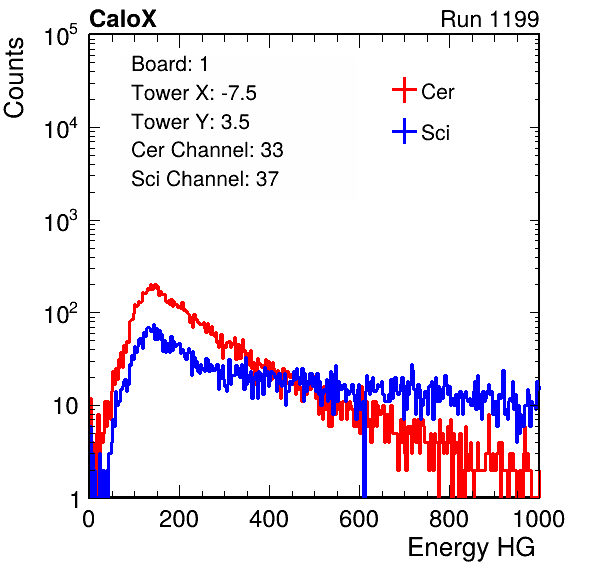 CaloX Run 1199
Counts
Board: 1
Tower X: -7.5
Tower Y: 3.5
Cer Channel: 33
Sci Channel: 37
Cer
Sci
10^5
10^4
10^3
10^2
10
1
0 200 400 600 800 1000
Energy HG